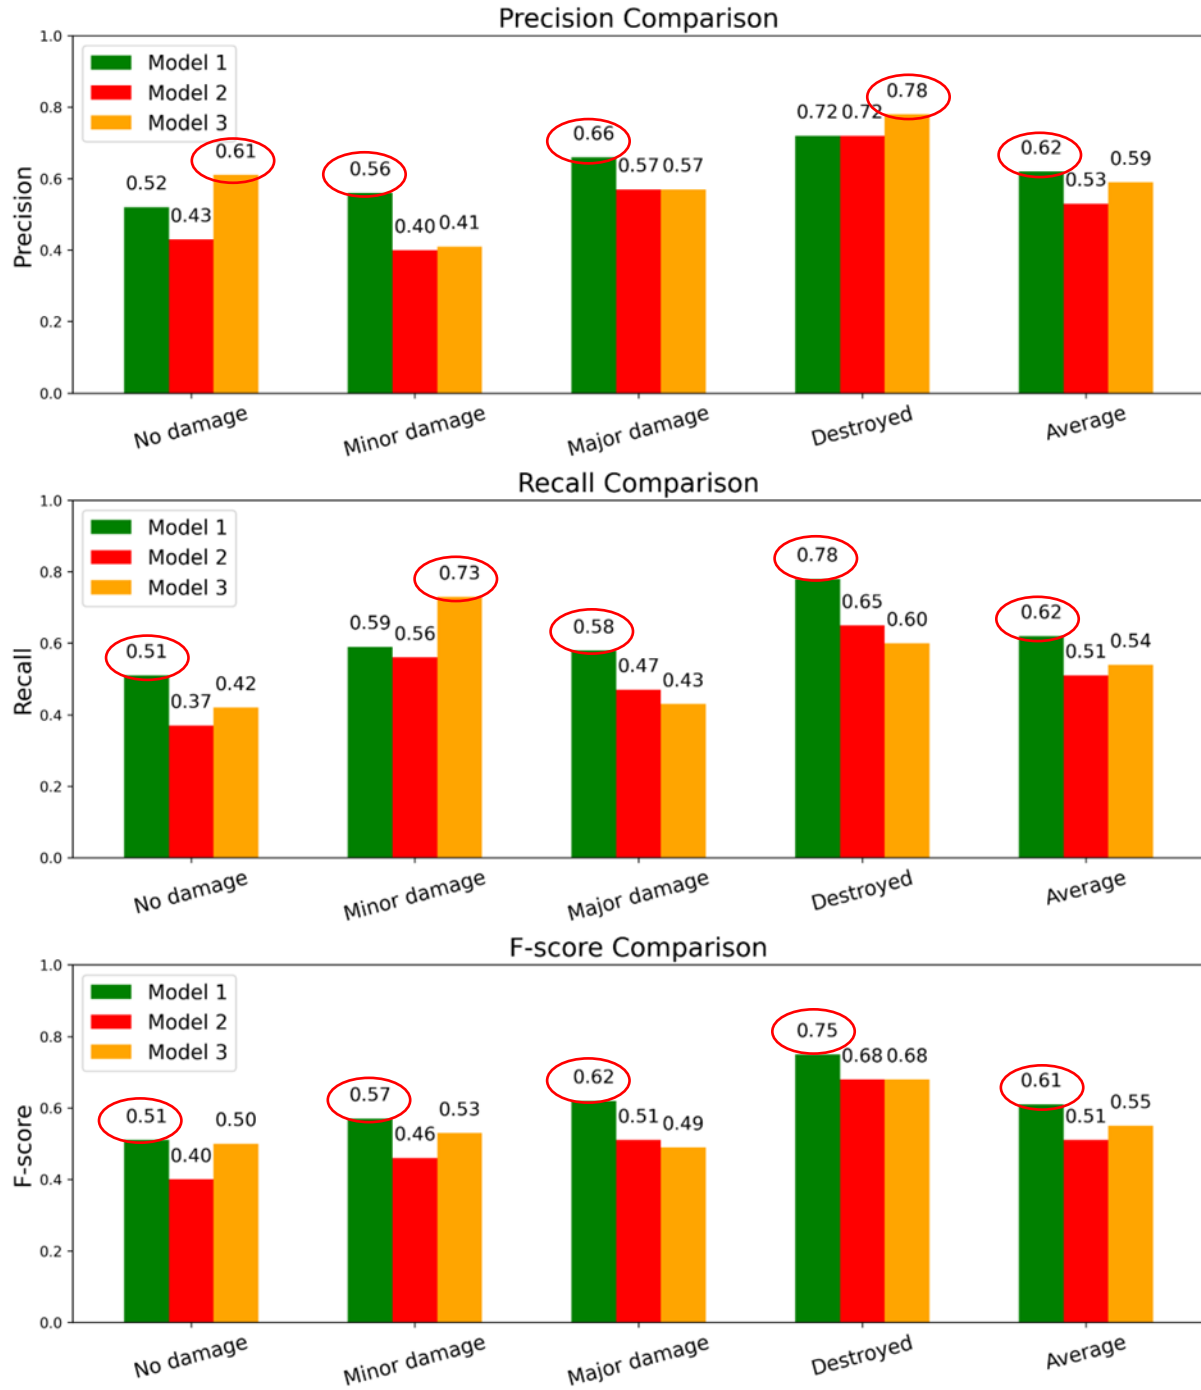 Precision Comparison
Model 1
Model 2
Model 3
Precision
1.0
0.8
0.6
0.4
0.2
0.0
0.52
0.43
0.61
0.56
0.40
0.41
0.66
0.57
0.57
0.72
0.72
0.78
0.62
0.53
0.59
No damage
Minor damage
Major damage
Destroyed
Average
Recall Comparison
Model 1
Model 2
Model 3
Recall
1.0
0.8
0.6
0.4
0.2
0.0
0.51
0.37
0.42
0.59
0.56
0.73
0.58
0.47
0.43
0.78
0.65
0.60
0.62
0.51
0.54
No damage
Minor damage
Major damage
Destroyed
Average
F-score Comparison
Model 1
Model 2
Model 3
F-score
1.0
0.8
0.6
0.4
0.2
0.0
0.51
0.40
0.50
0.57
0.46
0.53
0.62
0.51
0.49
0.75
0.68
0.68
0.61
0.51
0.55
No damage
Minor damage
Major damage
Destroyed
Average